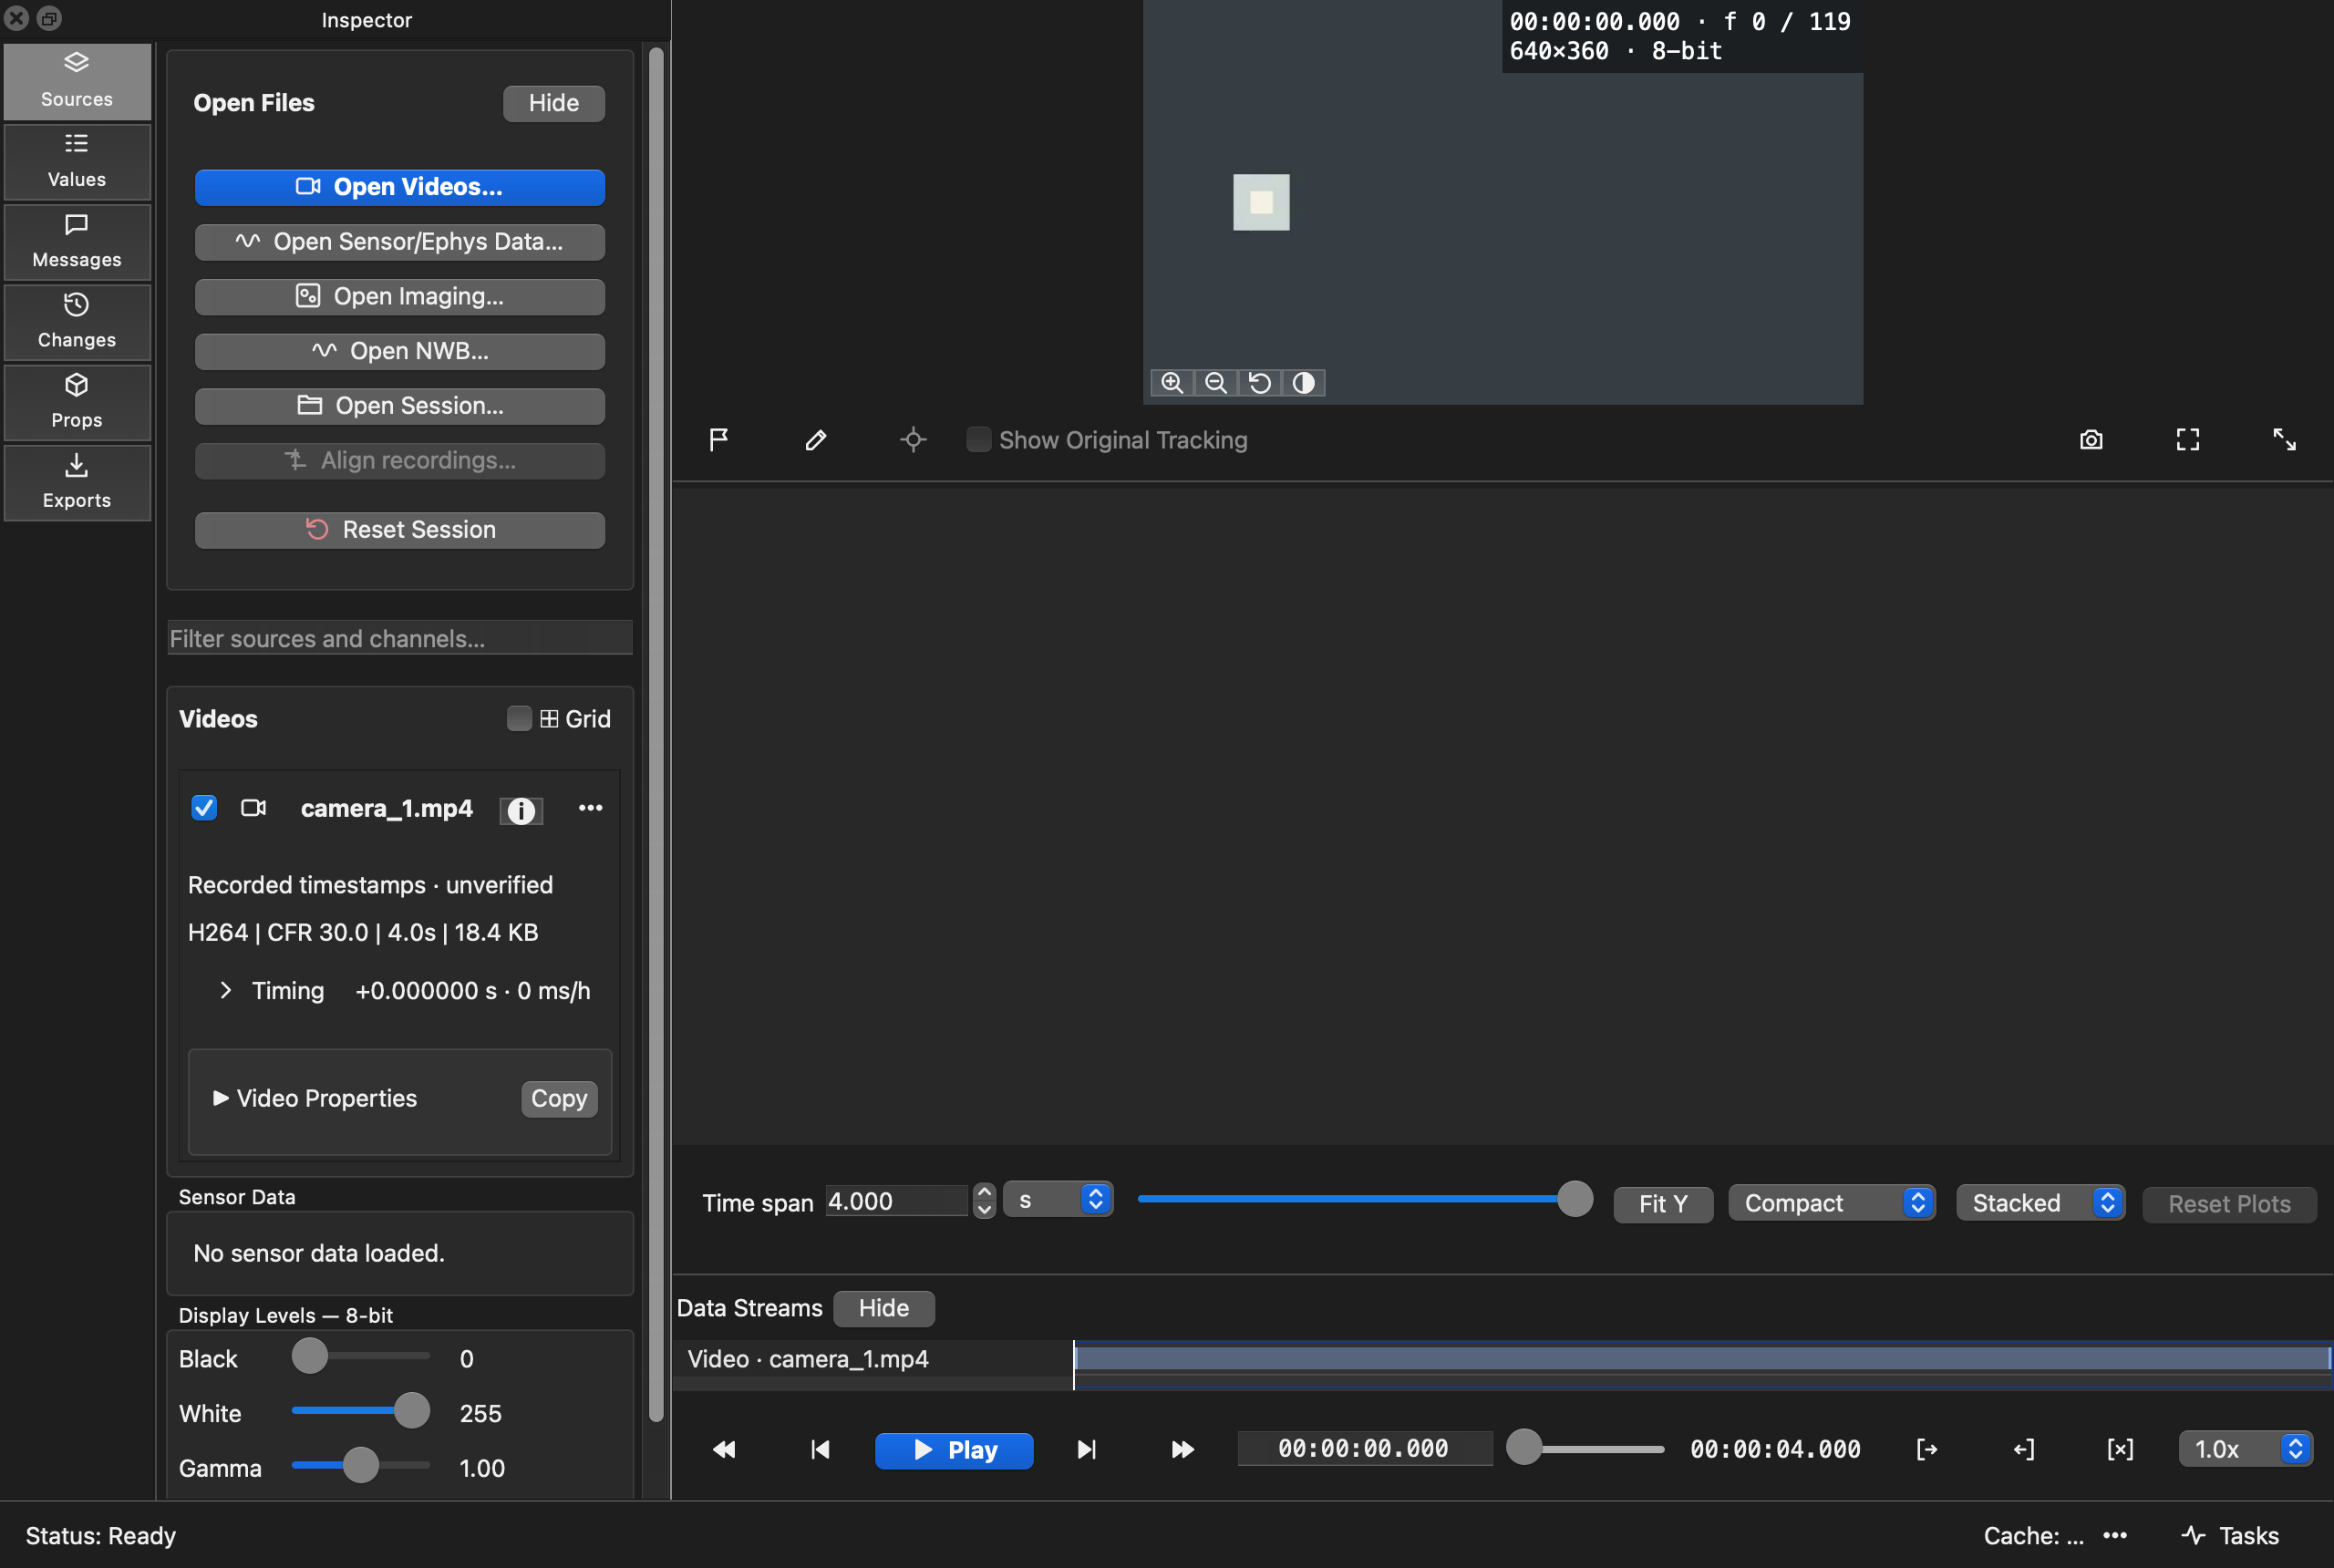 Inspector
Sources
Values
Messages
Changes
Props
Exports
Open Files
Hide
Open Videos...
Open Sensor/Ephys Data...
Open Imaging...
Open NWB...
Open Session...
Align recordings...
Reset Session
Filter sources and channels...
Videos
Grid
camera_1.mp4
Recorded timestamps · unverified
H264 | CFR 30.0 | 4.0s | 18.4 KB
Timing +0.000000 s · 0 ms/h
Video Properties
Copy
Sensor Data
No sensor data loaded.
Display Levels — 8-bit
Black 0
White 255
Gamma 1.00
00:00:00.000 · f 0 / 119
640×360 · 8-bit
Show Original Tracking
Time span 4.000 s
Fit Y
Compact
Stacked
Reset Plots
Data Streams
Hide
Video · camera_1.mp4
Play
00:00:00.000
00:00:04.000
1.0x
Status: Ready
Cache: ...
Tasks